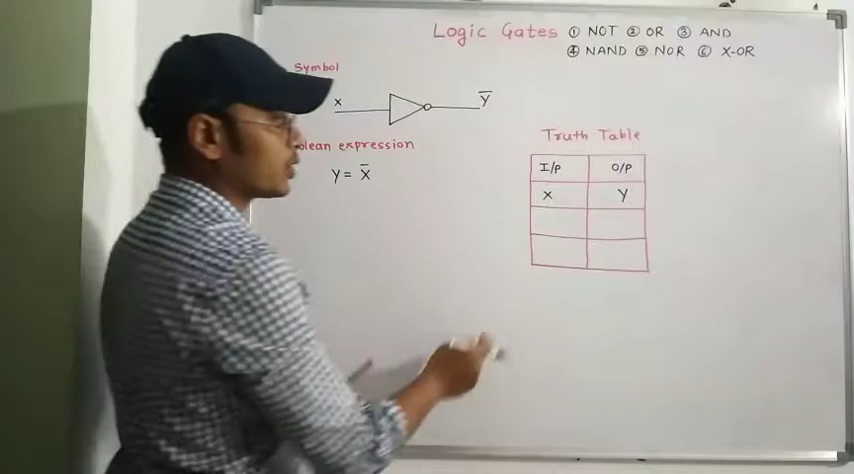 Logic Gates ① NOT ② OR ③ AND
④ NAND ⑤ NOR ⑥ X-OR
Symbol
x
Y̅
olean expression
Y = X̅
Truth Table
I/P O/P
X Y